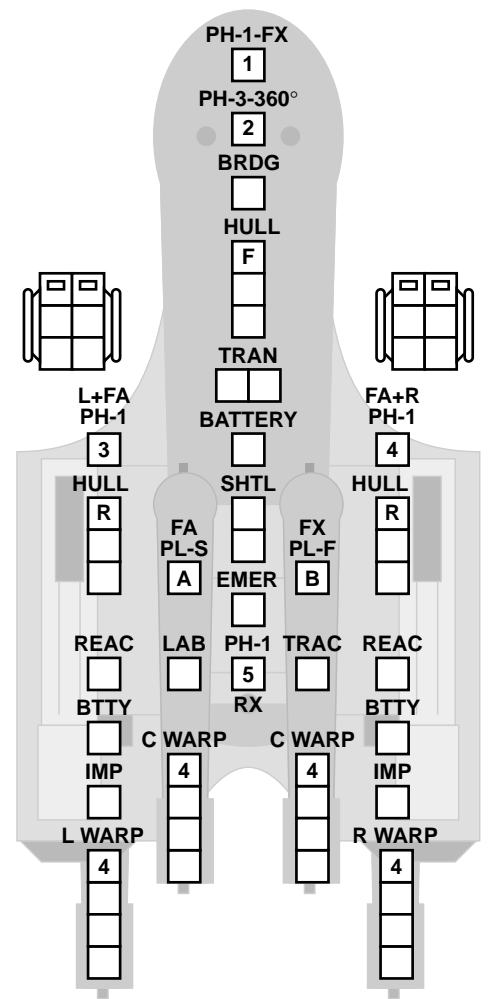 PH-1-FX
1
PH-3-360°
2
BRDG
HULL
F
TRAN
L+FA
PH-1
3
BATTERY
FA+R
PH-1
4
HULL
R
SHTL
HULL
R
FA
PL-S
A
FX
PL-F
B
EMER
REAC
LAB
PH-1
5
RX
TRAC
REAC
BTTY
BTTY
C WARP
4
C WARP
4
IMP
IMP
L WARP
4
R WARP
4